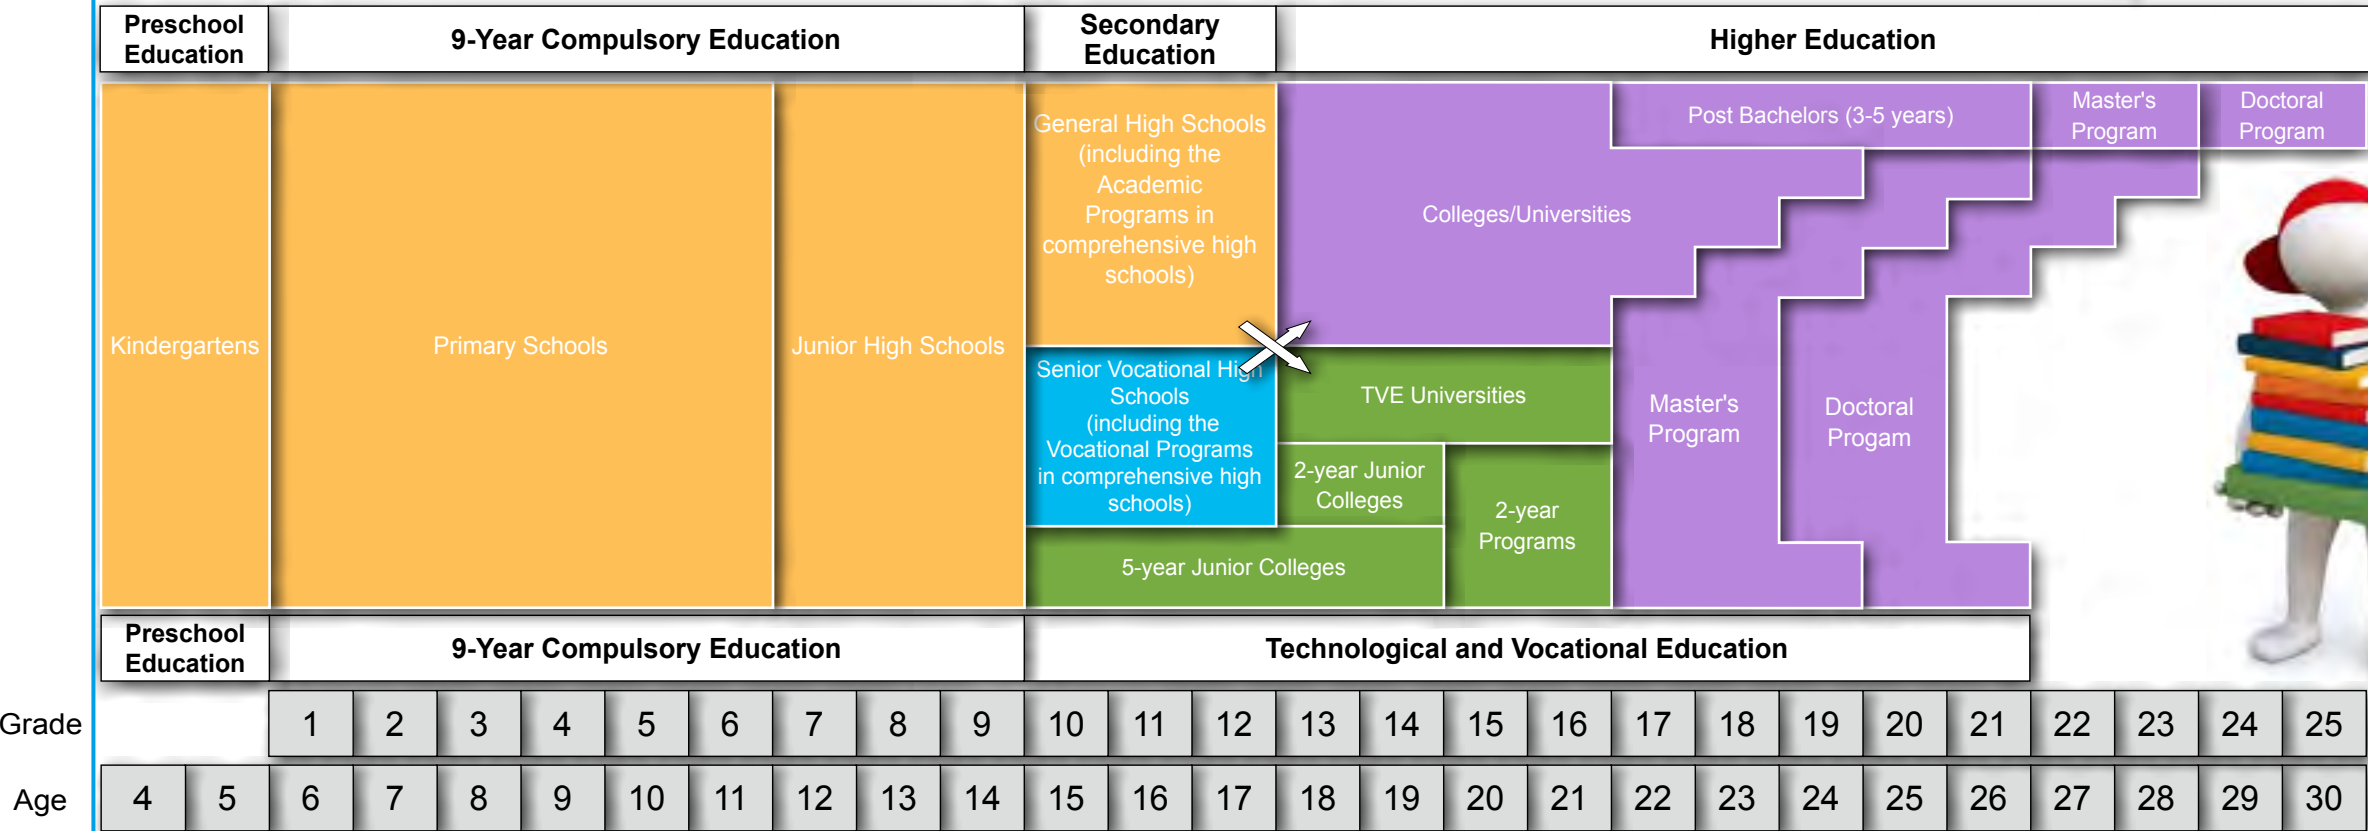 Preschool
Education
9-Year Compulsory Education
Secondary
Education
Higher Education
Kindergartens
Primary Schools
Junior High Schools
General High Schools
(including the
Academic
Programs in
comprehensive high
schools)
Senior Vocational High
Schools
(including the
Vocational Programs
in comprehensive high
schools)
5-year Junior Colleges
Colleges/Universities
TVE Universities
2-year Junior
Colleges
2-year
Programs
Post Bachelors (3-5 years)
Master's
Program
Doctoral
Program
Master's
Program
Doctoral
Progam
Preschool
Education
9-Year Compulsory Education
Technological and Vocational Education
Grade 1 2 3 4 5 6 7 8 9 10 11 12 13 14 15 16 17 18 19 20 21 22 23 24 25
Age 4 5 6 7 8 9 10 11 12 13 14 15 16 17 18 19 20 21 22 23 24 25 26 27 28 29 30